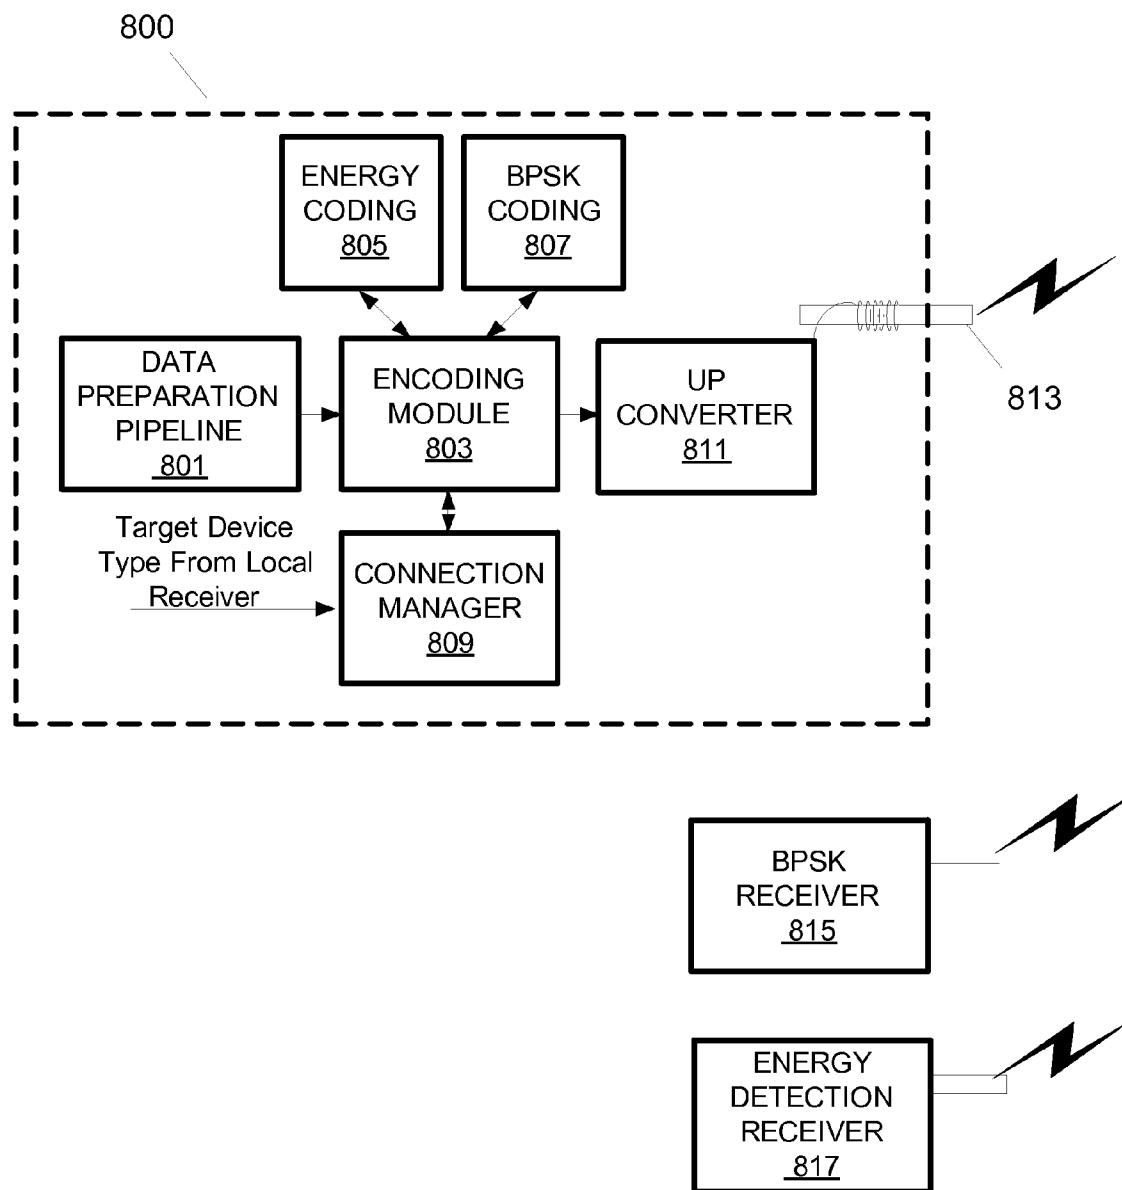 800
ENERGY
CODING
805
BPSK
CODING
807
DATA
PREPARATION
PIPELINE
801
ENCODING
MODULE
803
UP
CONVERTER
811
813
Target Device
Type From Local
Receiver
CONNECTION
MANAGER
809
BPSK
RECEIVER
815
ENERGY
DETECTION
RECEIVER
817